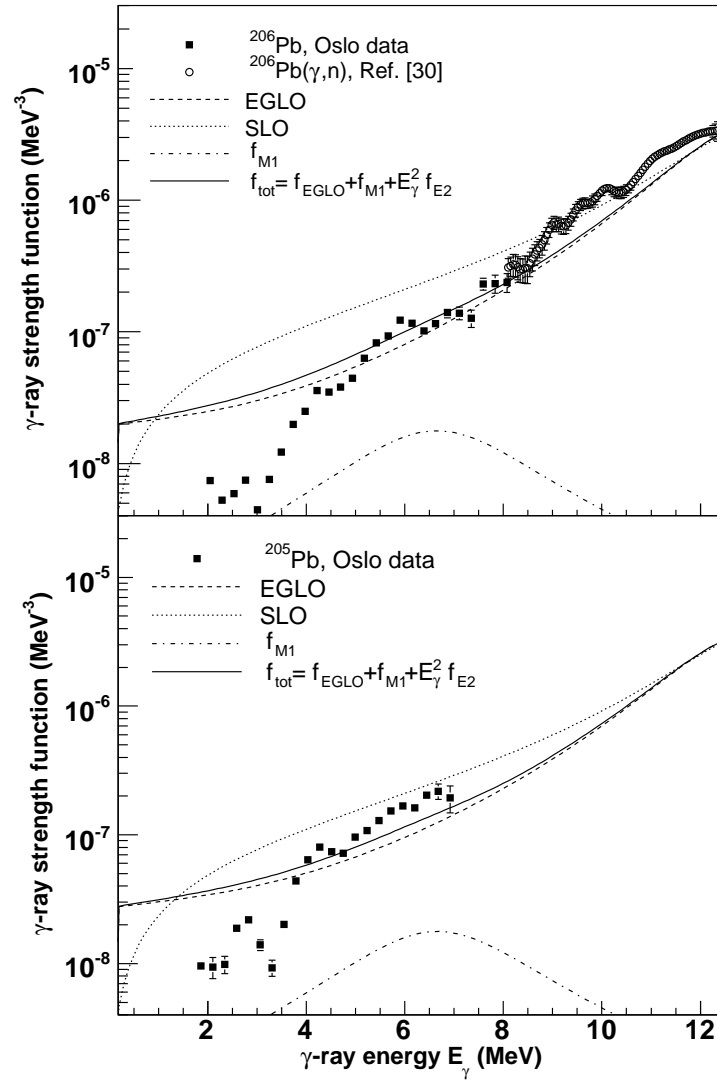 γ-ray strength function (MeV⁻³)
10⁻⁵
10⁻⁶
10⁻⁷
10⁻⁸
²⁰⁶Pb, Oslo data
²⁰⁶Pb(γ,n), Ref. [30]
EGLO
SLO
f_M1
f_tot= f_EGLO+f_M1+E_γ² f_E2
γ-ray strength function (MeV⁻³)
10⁻⁵
10⁻⁶
10⁻⁷
10⁻⁸
²⁰⁵Pb, Oslo data
EGLO
SLO
f_M1
f_tot= f_EGLO+f_M1+E_γ² f_E2
2 4 6 8 10 12
γ-ray energy E_γ (MeV)